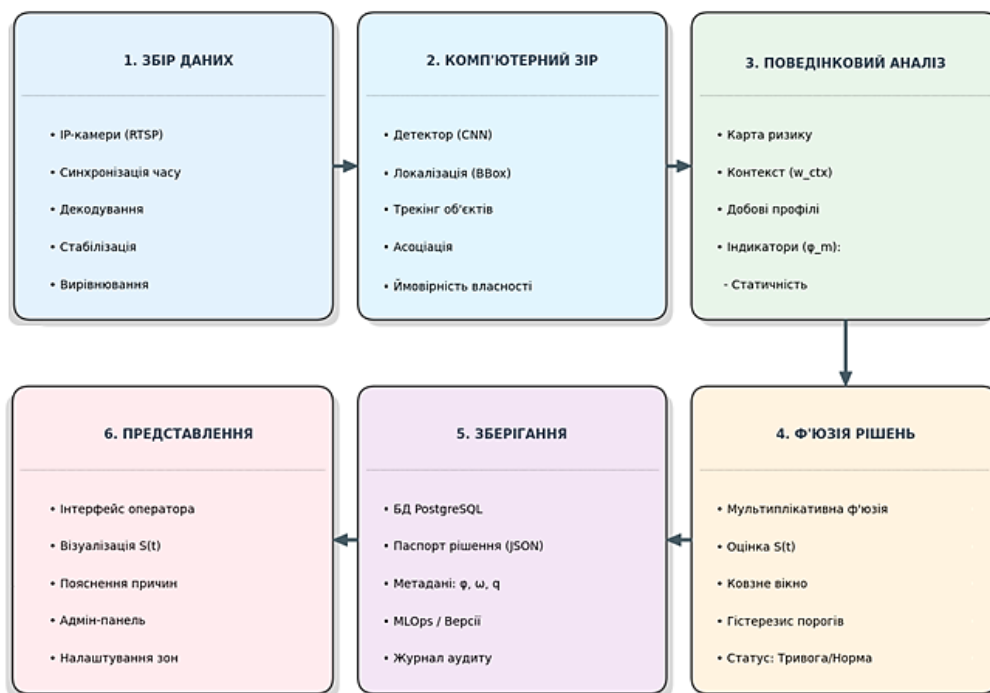 1. ЗБІР ДАНИХ
• IP-камери (RTSP)
• Синхронізація часу
• Декодування
• Стабілізація
• Вирівнювання
2. КОМП'ЮТЕРНИЙ ЗІР
• Детектор (CNN)
• Локалізація (BBox)
• Трекінг об'єктів
• Асоціація
• Ймовірність власності
3. ПОВЕДІНКОВИЙ АНАЛІЗ
• Карта ризику
• Контекст (w_ctx)
• Добові профілі
• Індикатори (φ_m):
- Статичність
4. Ф'ЮЗІЯ РІШЕНЬ
• Мультиплікативна ф'юзія
• Оцінка S(t)
• Ковзне вікно
• Гістерезис порогів
• Статус: Тривога/Норма
5. ЗБЕРІГАННЯ
• БД PostgreSQL
• Паспорт рішення (JSON)
• Метадані: φ, ω, q
• MLOps / Версії
• Журнал аудиту
6. ПРЕДСТАВЛЕННЯ
• Інтерфейс оператора
• Візуалізація S(t)
• Пояснення причин
• Адмін-панель
• Налаштування зон